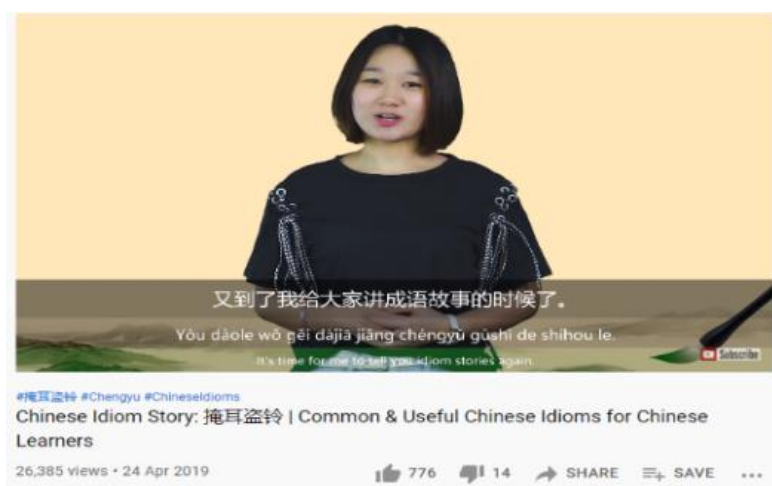 又到了我给大家讲成语故事的时候了。
Yòu dàole wǒ gěi dàjiā jiǎng chéngyǔ gùshì de shíhou le.
It's time for me to tell you idiom stories again.
Subscribe
#掩耳盗铃 #Chengyu #ChineseIdioms
Chinese Idiom Story: 掩耳盗铃 | Common & Useful Chinese Idioms for Chinese
Learners
26,385 views • 24 Apr 2019 776 14 SHARE SAVE ...